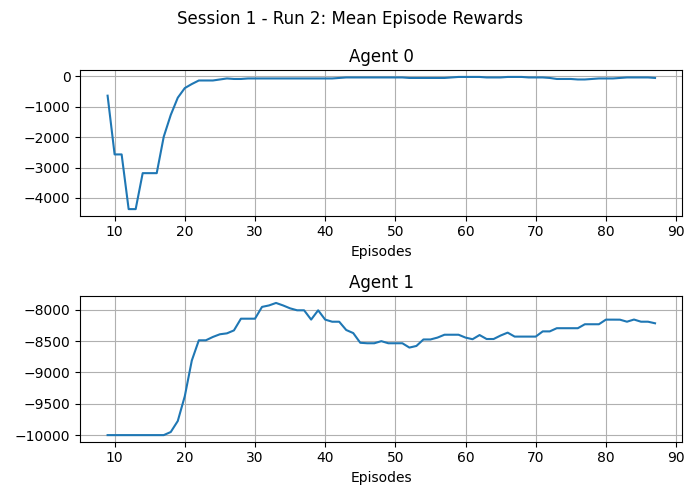 Session 1 - Run 2: Mean Episode Rewards
Agent 0
0
−1000
−2000
−3000
−4000
10 20 30 40 50 60 70 80 90
Episodes
Agent 1
−8000
−8500
−9000
−9500
−10000
10 20 30 40 50 60 70 80 90
Episodes